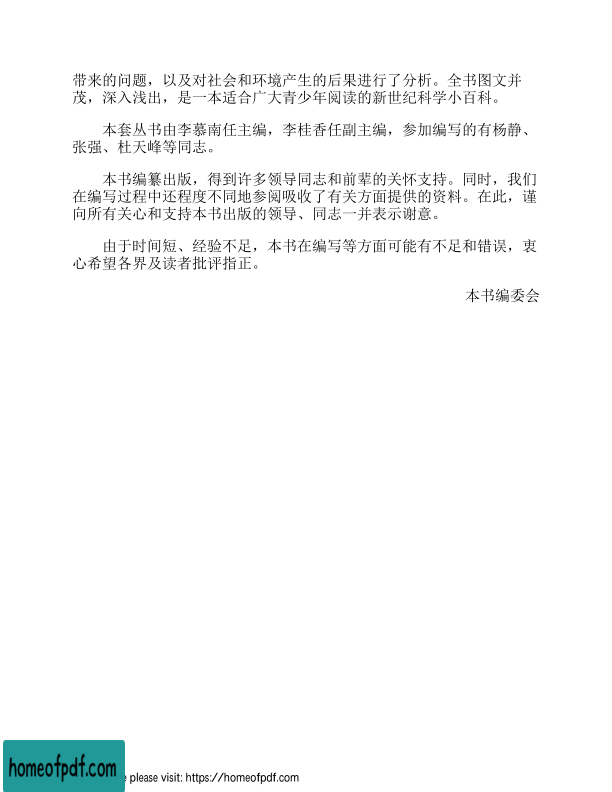 带来的问题，以及对社会和环境产生的后果进行了分析。全书图文并
茂，深入浅出，是一本适合广大青少年阅读的新世纪科学小百科。
本套丛书由李慕南任主编，李桂香任副主编，参加编写的有杨静、
张强、杜天峰等同志。
本书编纂出版，得到许多领导同志和前辈的关怀支持。同时，我们
在编写过程中还程度不同地参阅吸收了有关方面提供的资料。在此，谨
向所有关心和支持本书出版的领导、同志一并表示谢意。
由于时间短、经验不足，本书在编写等方面可能有不足和错误，衷
心希望各界及读者批评指正。
本书编委会
homeofpdf.com
please visit: https://homeofpdf.com